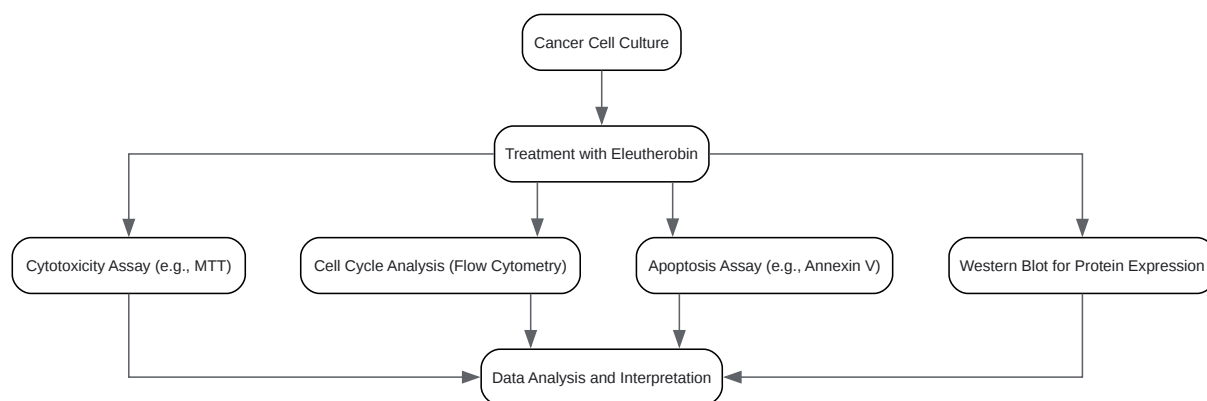 Cancer Cell Culture
Treatment with Eleutherobin
Cytotoxicity Assay (e.g., MTT)
Cell Cycle Analysis (Flow Cytometry)
Apoptosis Assay (e.g., Annexin V)
Western Blot for Protein Expression
Data Analysis and Interpretation